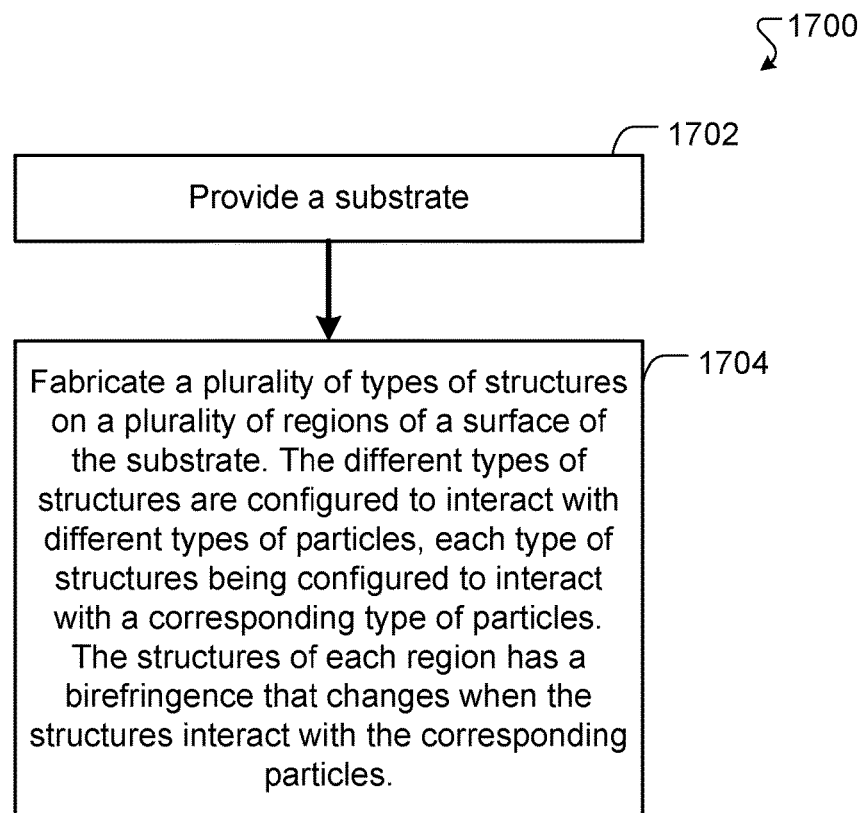 1700
1702
Provide a substrate
1704
Fabricate a plurality of types of structures
on a plurality of regions of a surface of
the substrate. The different types of
structures are configured to interact with
different types of particles, each type of
structures being configured to interact
with a corresponding type of particles.
The structures of each region has a
birefringence that changes when the
structures interact with the corresponding
particles.